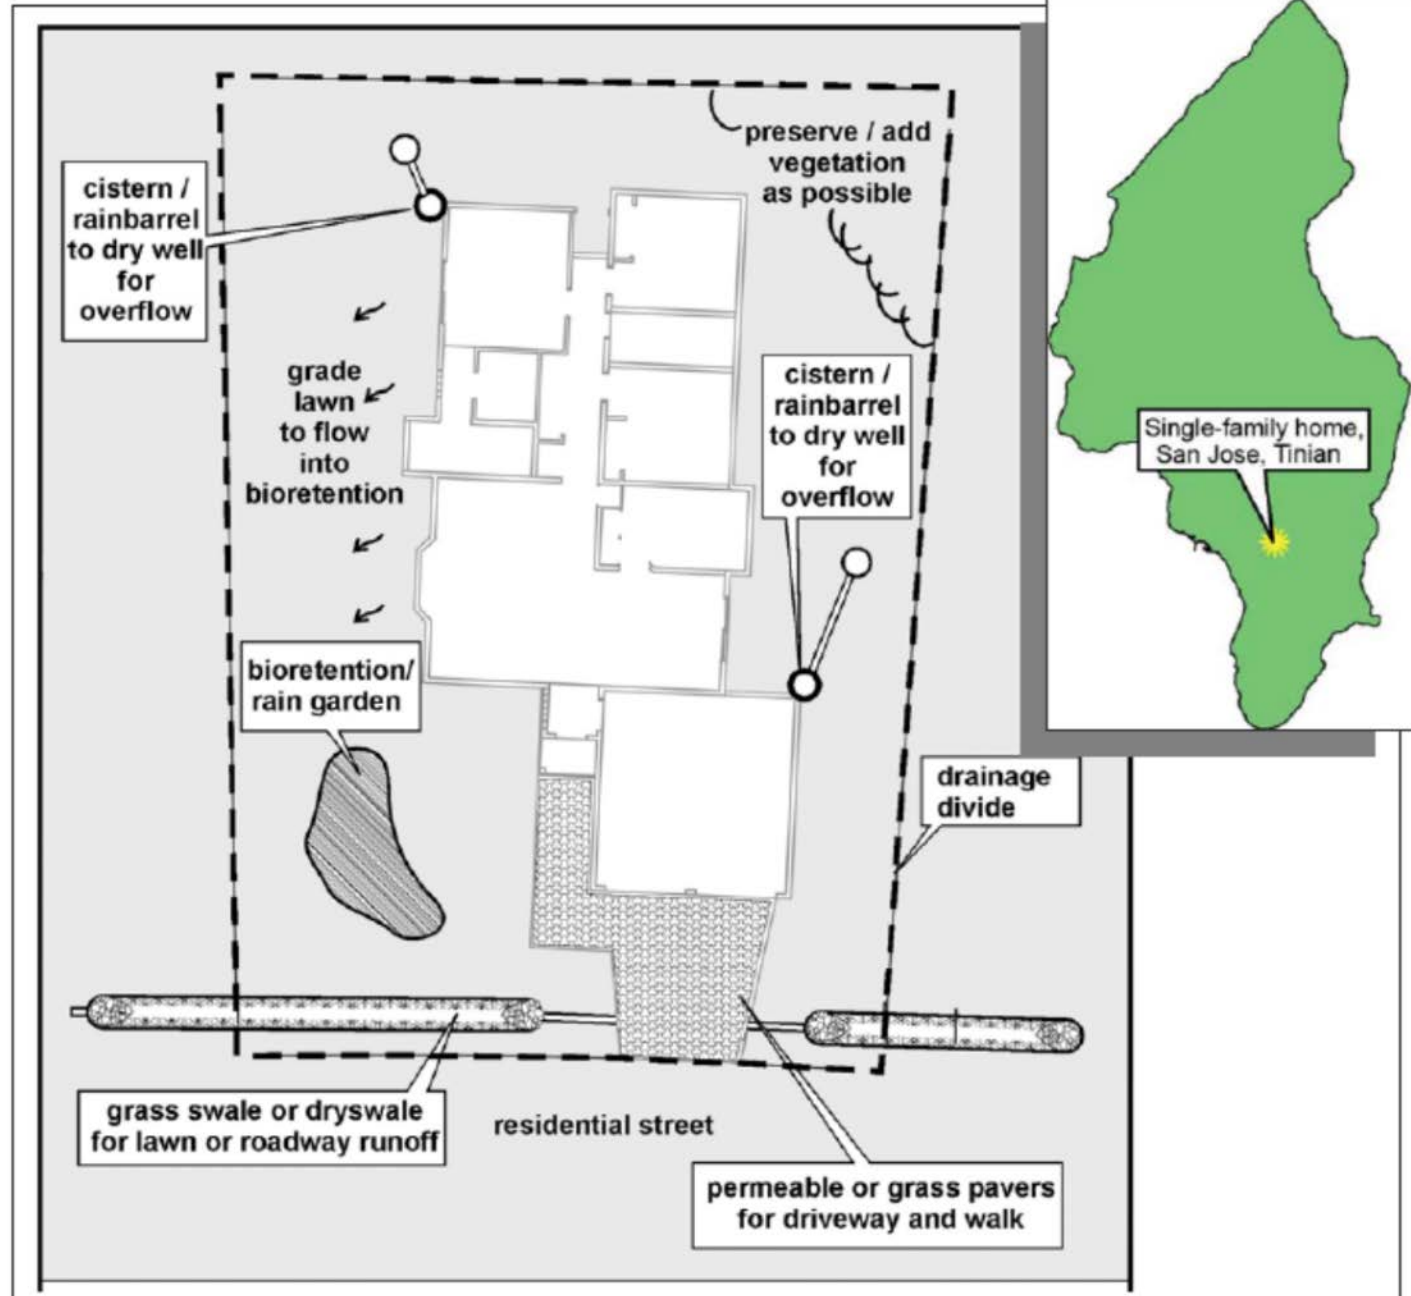 preserve / add
vegetation
as possible
cistern /
rainbarrel
to dry well
for
overflow
grade
lawn
to flow
into
bioretention
cistern /
rainbarrel
to dry well
for
overflow
Single-family home,
San Jose, Tinian
bioretention/
rain garden
drainage
divide
grass swale or dryswale
for lawn or roadway runoff
residential street
permeable or grass pavers
for driveway and walk